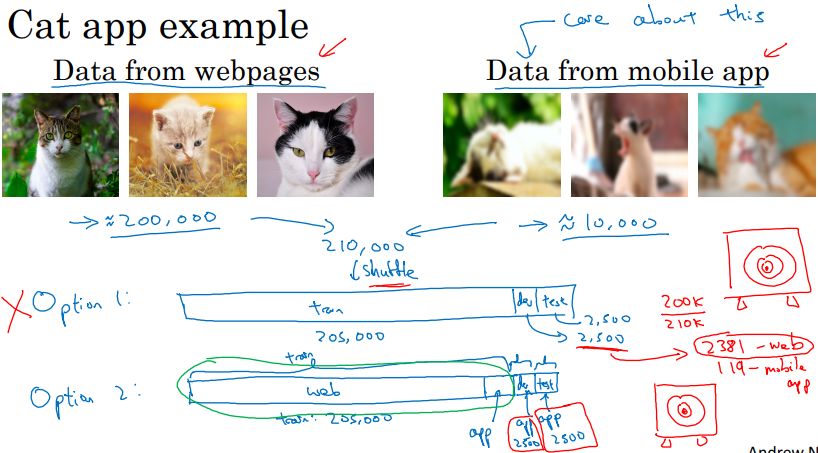 Cat app example
care about this
Data from webpages
Data from mobile app
→ ≈200,000
→ ≈ 10,000
210,000
↓ shuffle
X Option 1:
train
dev
test
2,500
2,500
205,000
200K
210K
2381 - web
119 - mobile app
Option 2:
train
web
dev
test
train: 205,000
app
app
2500
app
2500
Andrew N